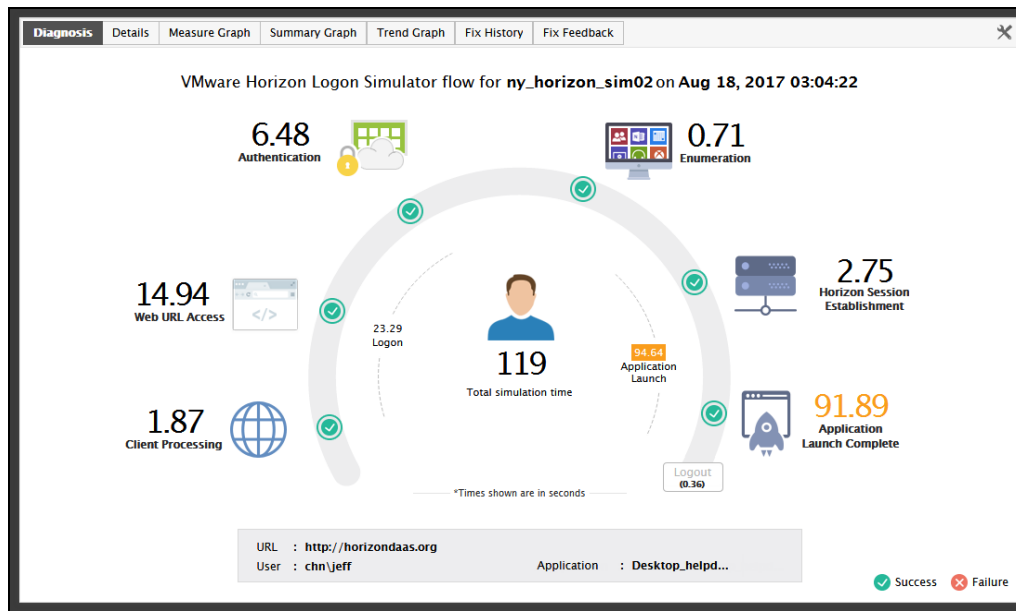 Diagnosis Details Measure Graph Summary Graph Trend Graph Fix History Fix Feedback
VMware Horizon Logon Simulator flow for ny_horizon_sim02 on Aug 18, 2017 03:04:22
6.48
Authentication
0.71
Enumeration
14.94
Web URL Access
</>
2.75
Horizon Session
Establishment
23.29
Logon
119
Total simulation time
94.64
Application
Launch
1.87
Client Processing
91.89
Application
Launch Complete
Logout
(0.36)
*Times shown are in seconds
URL : http://horizondaas.org
User : chn\jeff Application : Desktop_helpd...
Success Failure